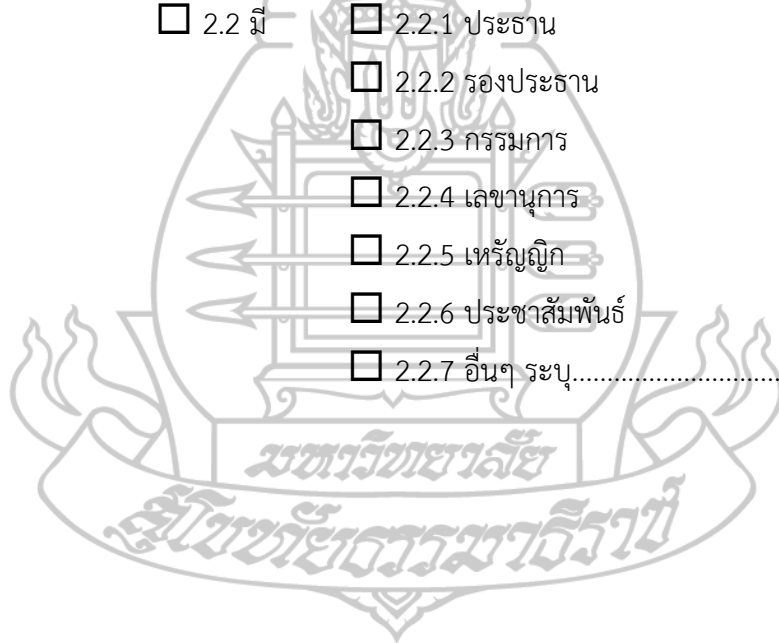 ☐ 2.2 มี ☐ 2.2.1 ประธาน
☐ 2.2.2 รองประธาน
☐ 2.2.3 กรรมการ
☐ 2.2.4 เลขานุการ
☐ 2.2.5 เหรัญญิก
☐ 2.2.6 ประชาสัมพันธ์
☐ 2.2.7 อื่นๆ ระบุ..............................
มหาวิทยาลัย
สุโขทัยธรรมาธิราช